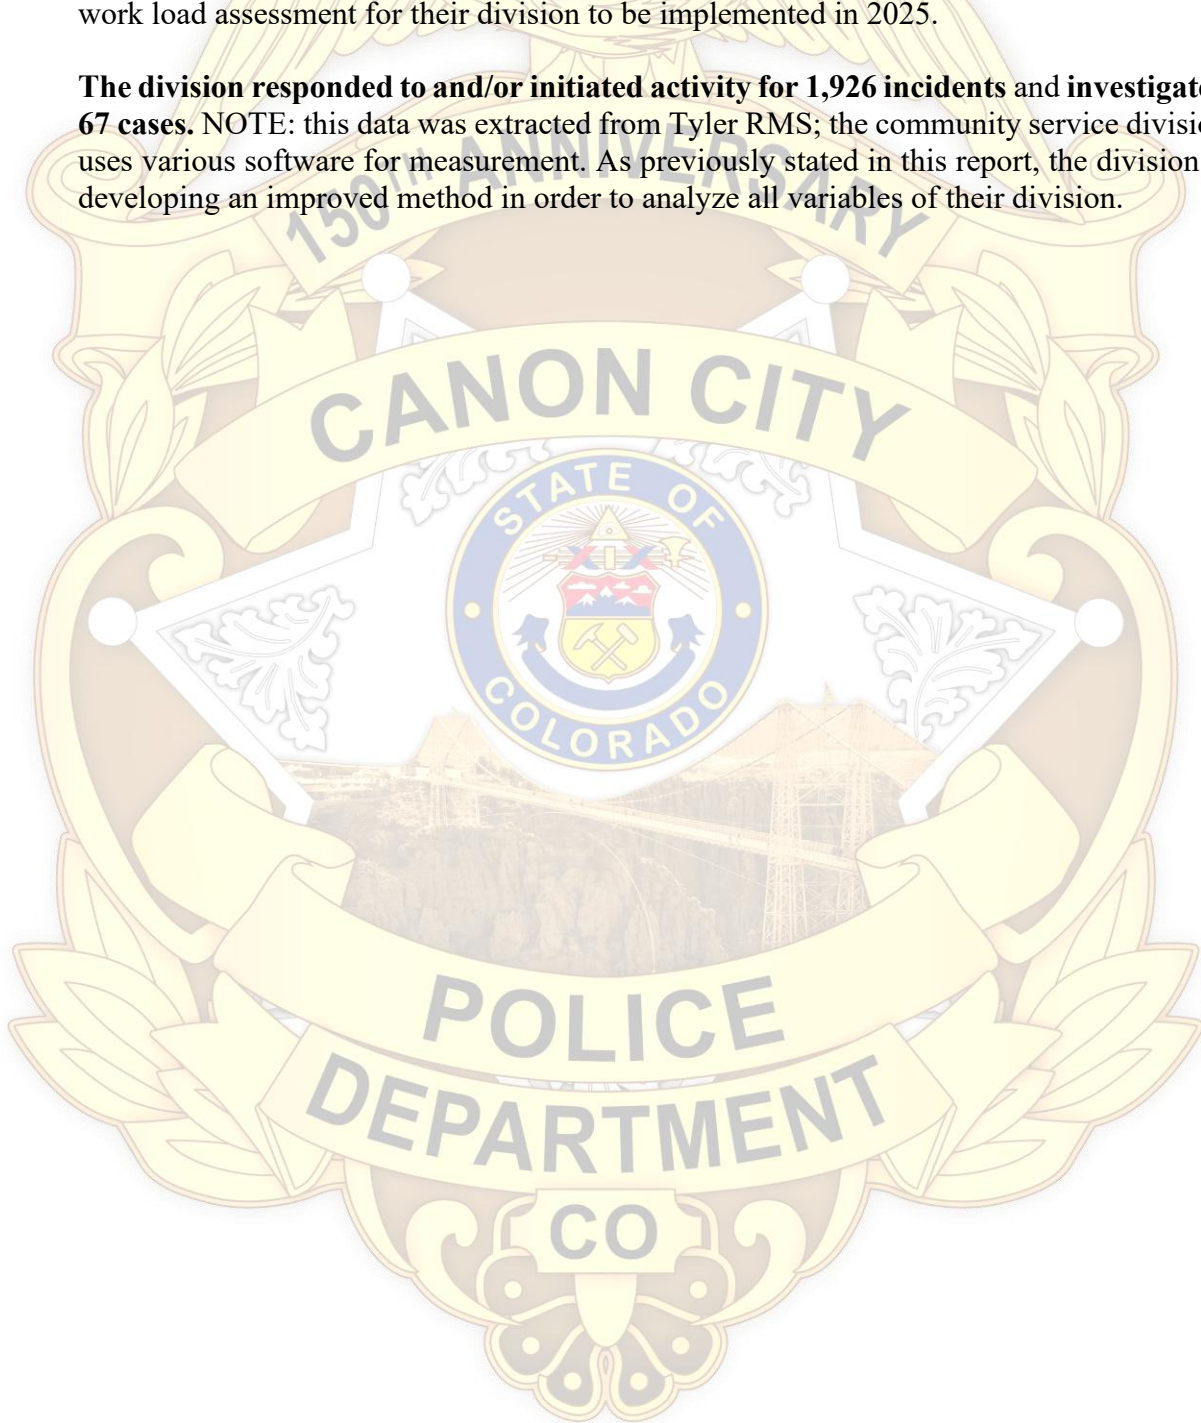 work load assessment for their division to be implemented in 2025.
The division responded to and/or initiated activity for 1,926 incidents and investigate
67 cases. NOTE: this data was extracted from Tyler RMS; the community service divisio
uses various software for measurement. As previously stated in this report, the division
developing an improved method in order to analyze all variables of their division.
150TH ANNIVERSARY
CANON CITY
STATE OF
COLORADO
POLICE
DEPARTMENT
CO